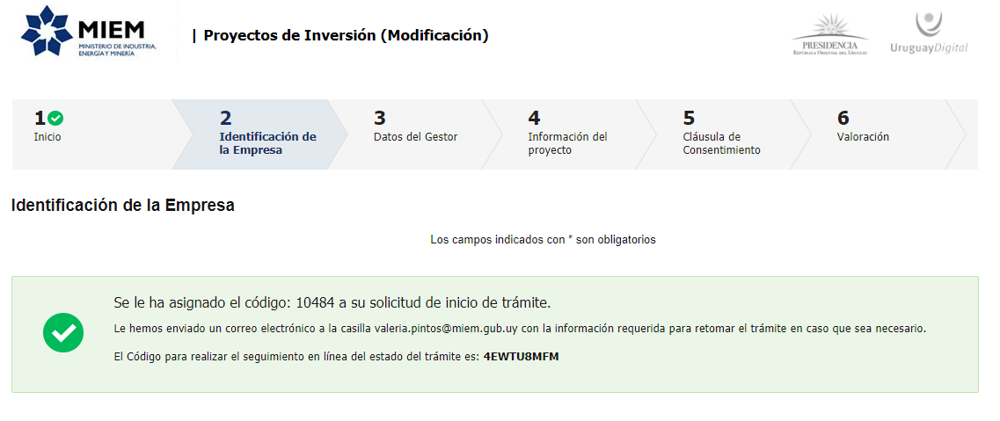 MIEM
MINISTERIO DE INDUSTRIA,
ENERGÍA Y MINERÍA
| Proyectos de Inversión (Modificación)
PRESIDENCIA
REPÚBLICA ORIENTAL DEL URUGUAY
UruguayDigital
1
Inicio
2
Identificación de
la Empresa
3
Datos del Gestor
4
Información del
proyecto
5
Cláusula de
Consentimiento
6
Valoración
Identificación de la Empresa
Los campos indicados con * son obligatorios
Se le ha asignado el código: 10484 a su solicitud de inicio de trámite.
Le hemos enviado un correo electrónico a la casilla valeria.pintos@miem.gub.uy con la información requerida para retomar el trámite en caso que sea necesario.
El Código para realizar el seguimiento en línea del estado del trámite es: 4EWTU8MFM